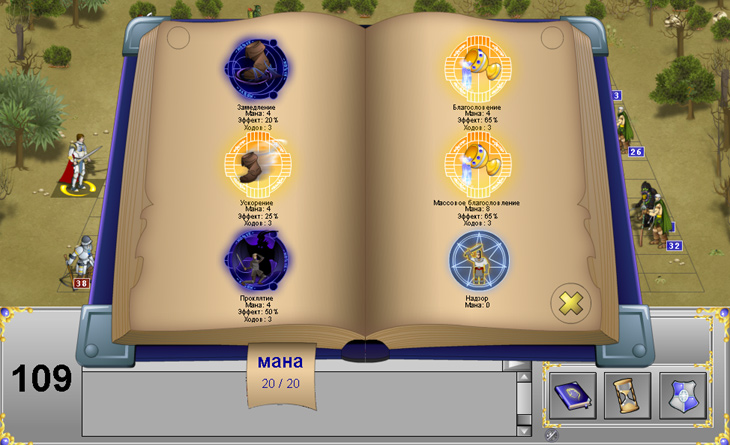 Замедление
Мана: 4
Эффект: 20%
Ходов : 3
Ускорение
Мана: 4
Эффект: 25%
Ходов : 3
Проклятие
Мана: 4
Эффект: 50%
Ходов : 3
Благословение
Мана: 4
Эффект: 65%
Ходов : 3
Массовое благословление
Мана: 8
Эффект: 65%
Ходов : 3
Надзор
Мана: 0
3
26
32
38
109
мана
20 / 20